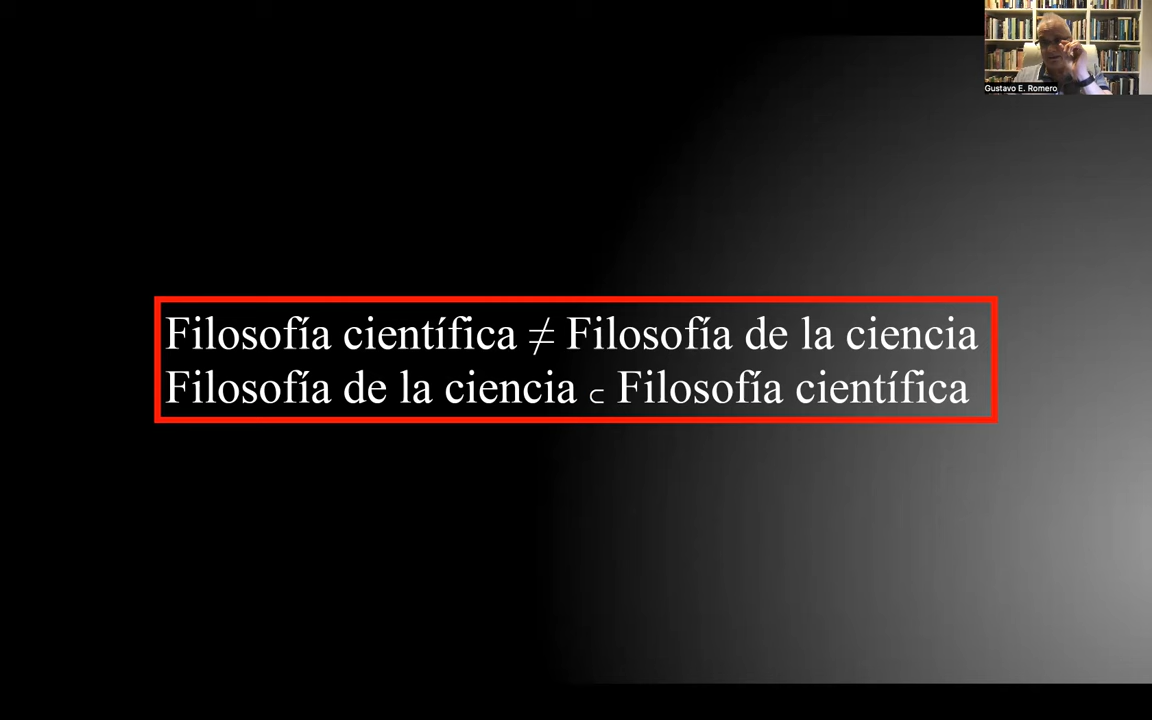 Gustavo E. Romero
Filosofía científica ≠ Filosofía de la ciencia
Filosofía de la ciencia ⊂ Filosofía científica